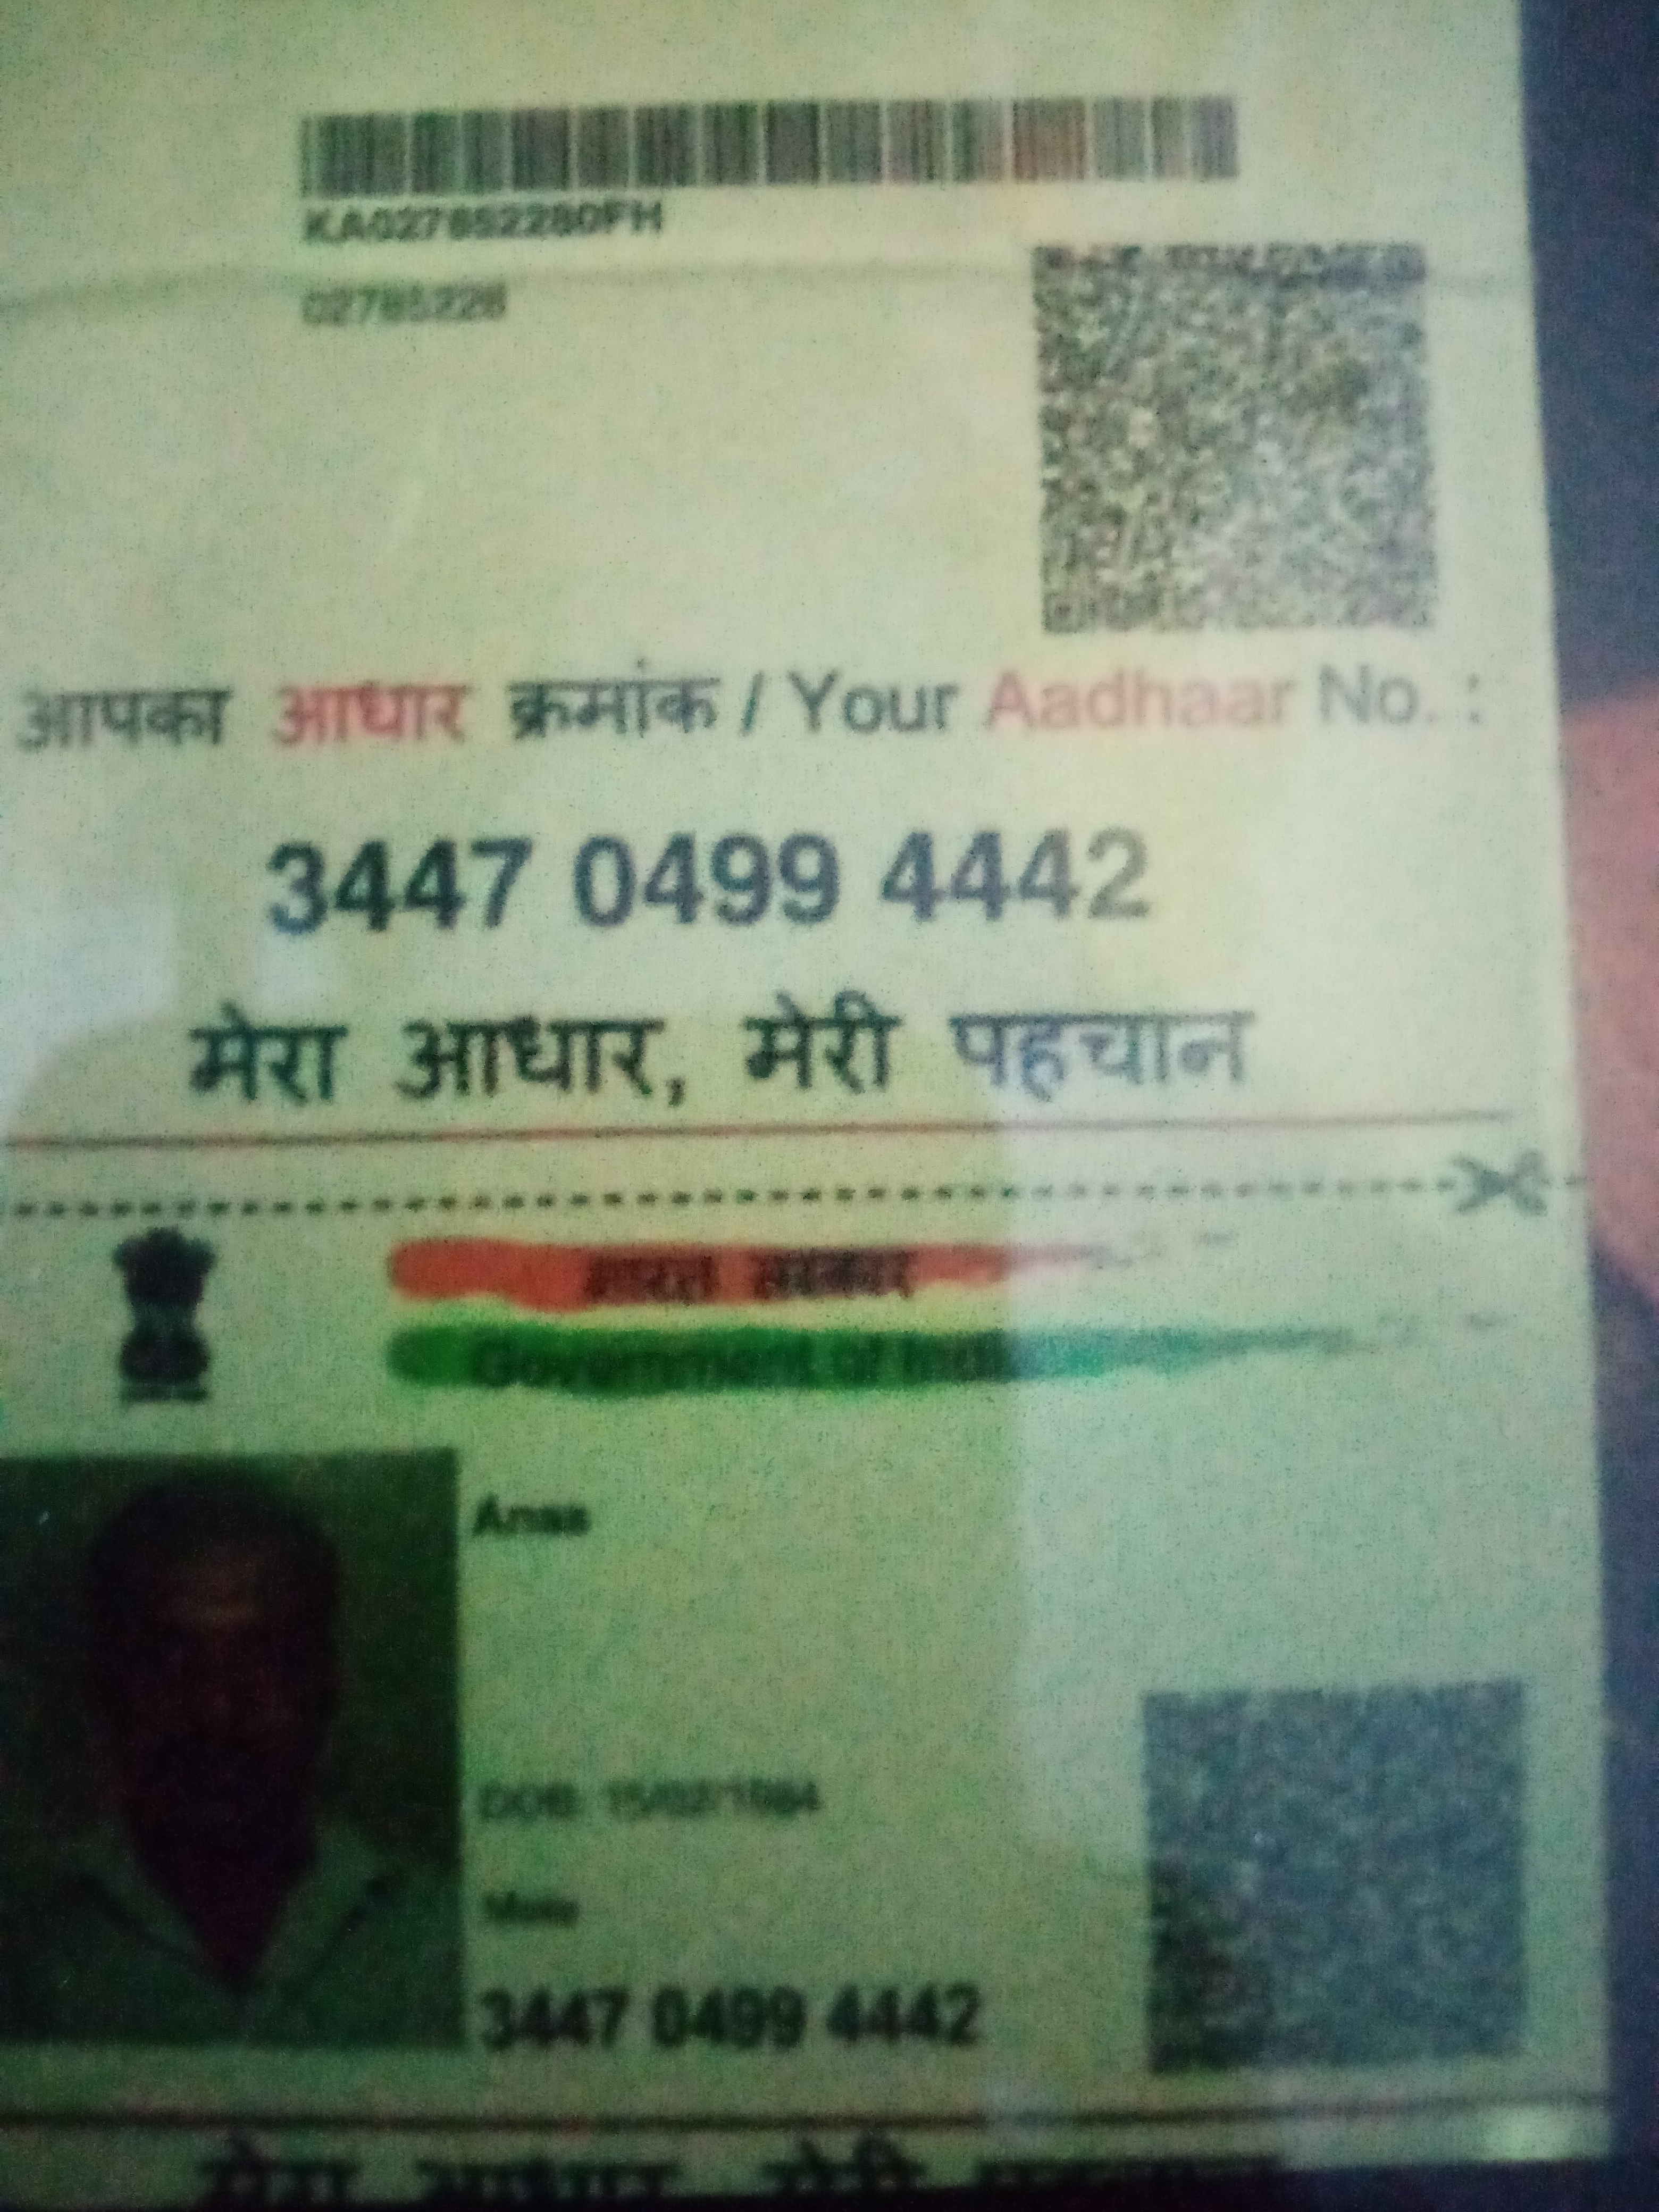 KA027852280FH
02785228
आपका आधार क्रमांक / Your Aadhaar No. :
3447 0499 4442
मेरा आधार, मेरी पहचान
भारत सरकार
Government of India
Anas
DOB: 15/02/1984
Male
3447 0499 4442
मेरा आधार, मेरी पहचान